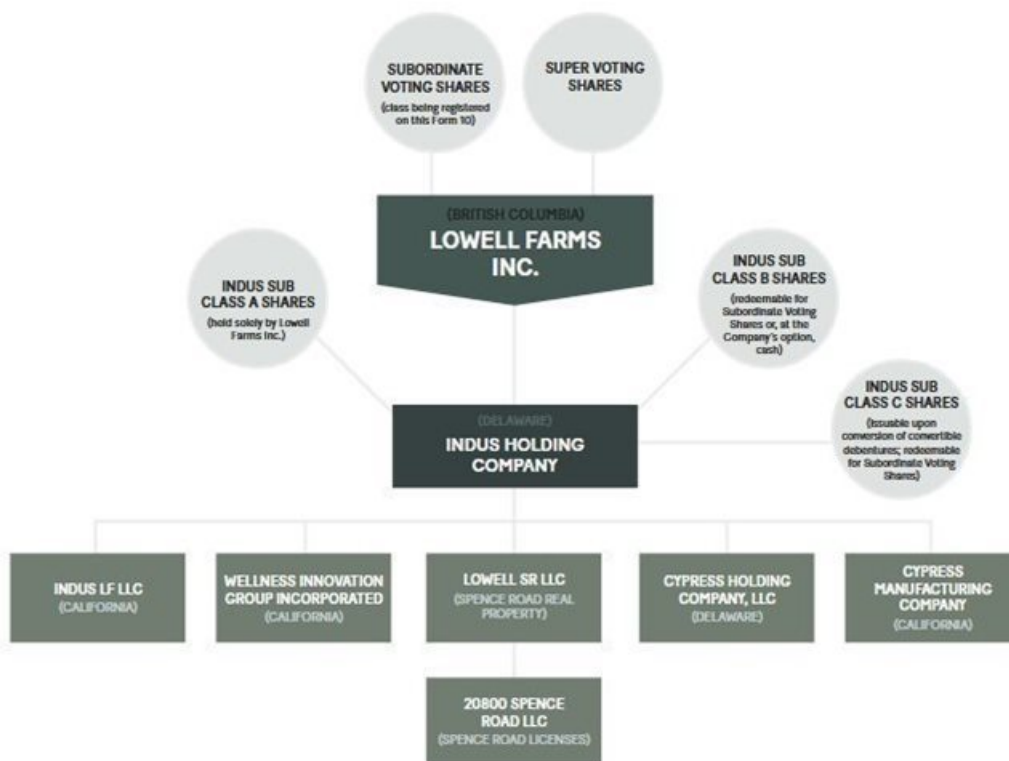 SUBORDINATE
VOTING SHARES
(class being registered
on this Form 10)
SUPER VOTING
SHARES
(BRITISH COLUMBIA)
LOWELL FARMS
INC.
INDUS SUB
CLASS A SHARES
(held solely by Lowell
Farms Inc.)
INDUS SUB
CLASS B SHARES
(redeemable for
Subordinate Voting
Shares or, at the
Company's option,
cash)
INDUS SUB
CLASS C SHARES
(issuable upon
conversion of convertible
debentures; redeemable
for Subordinate Voting
Shares)
(DELAWARE)
INDUS HOLDING
COMPANY
INDUS LF LLC
(CALIFORNIA)
WELLNESS INNOVATION
GROUP INCORPORATED
(CALIFORNIA)
LOWELL SR LLC
(SPENCE ROAD REAL
PROPERTY)
CYPRESS HOLDING
COMPANY, LLC
(DELAWARE)
CYPRESS
MANUFACTURING
COMPANY
(CALIFORNIA)
20800 SPENCE
ROAD LLC
(SPENCE ROAD LICENSES)